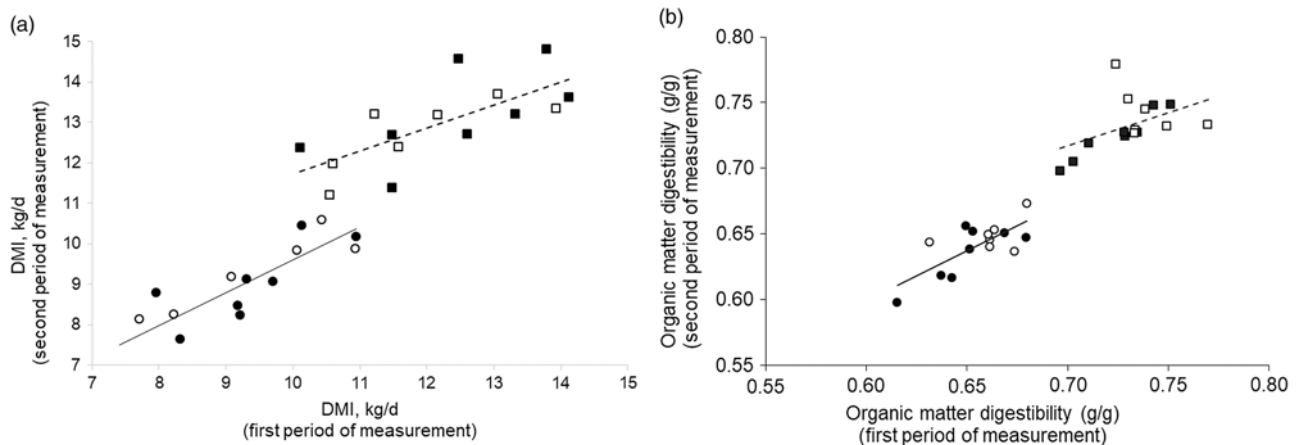 (a)
DMI, kg/d
(second period of measurement)
15
14
13
12
11
10
9
8
7
7 8 9 10 11 12 13 14 15
DMI, kg/d
(first period of measurement)
(b)
Organic matter digestibility (g/g)
(second period of measurement)
0.80
0.75
0.70
0.65
0.60
0.55
0.55 0.60 0.65 0.70 0.75 0.80
Organic matter digestibility (g/g)
(first period of measurement)